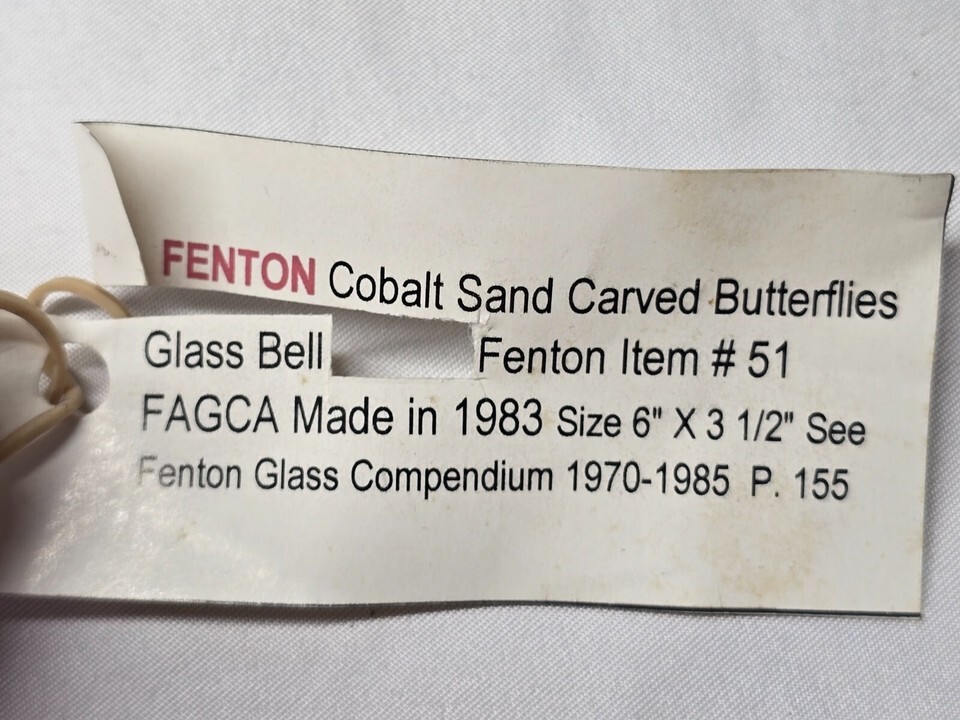 FENTON Cobalt Sand Carved Butterflies
Glass Bell Fenton Item # 51
FAGCA Made in 1983 Size 6" X 3 1/2" See
Fenton Glass Compendium 1970-1985 P. 155